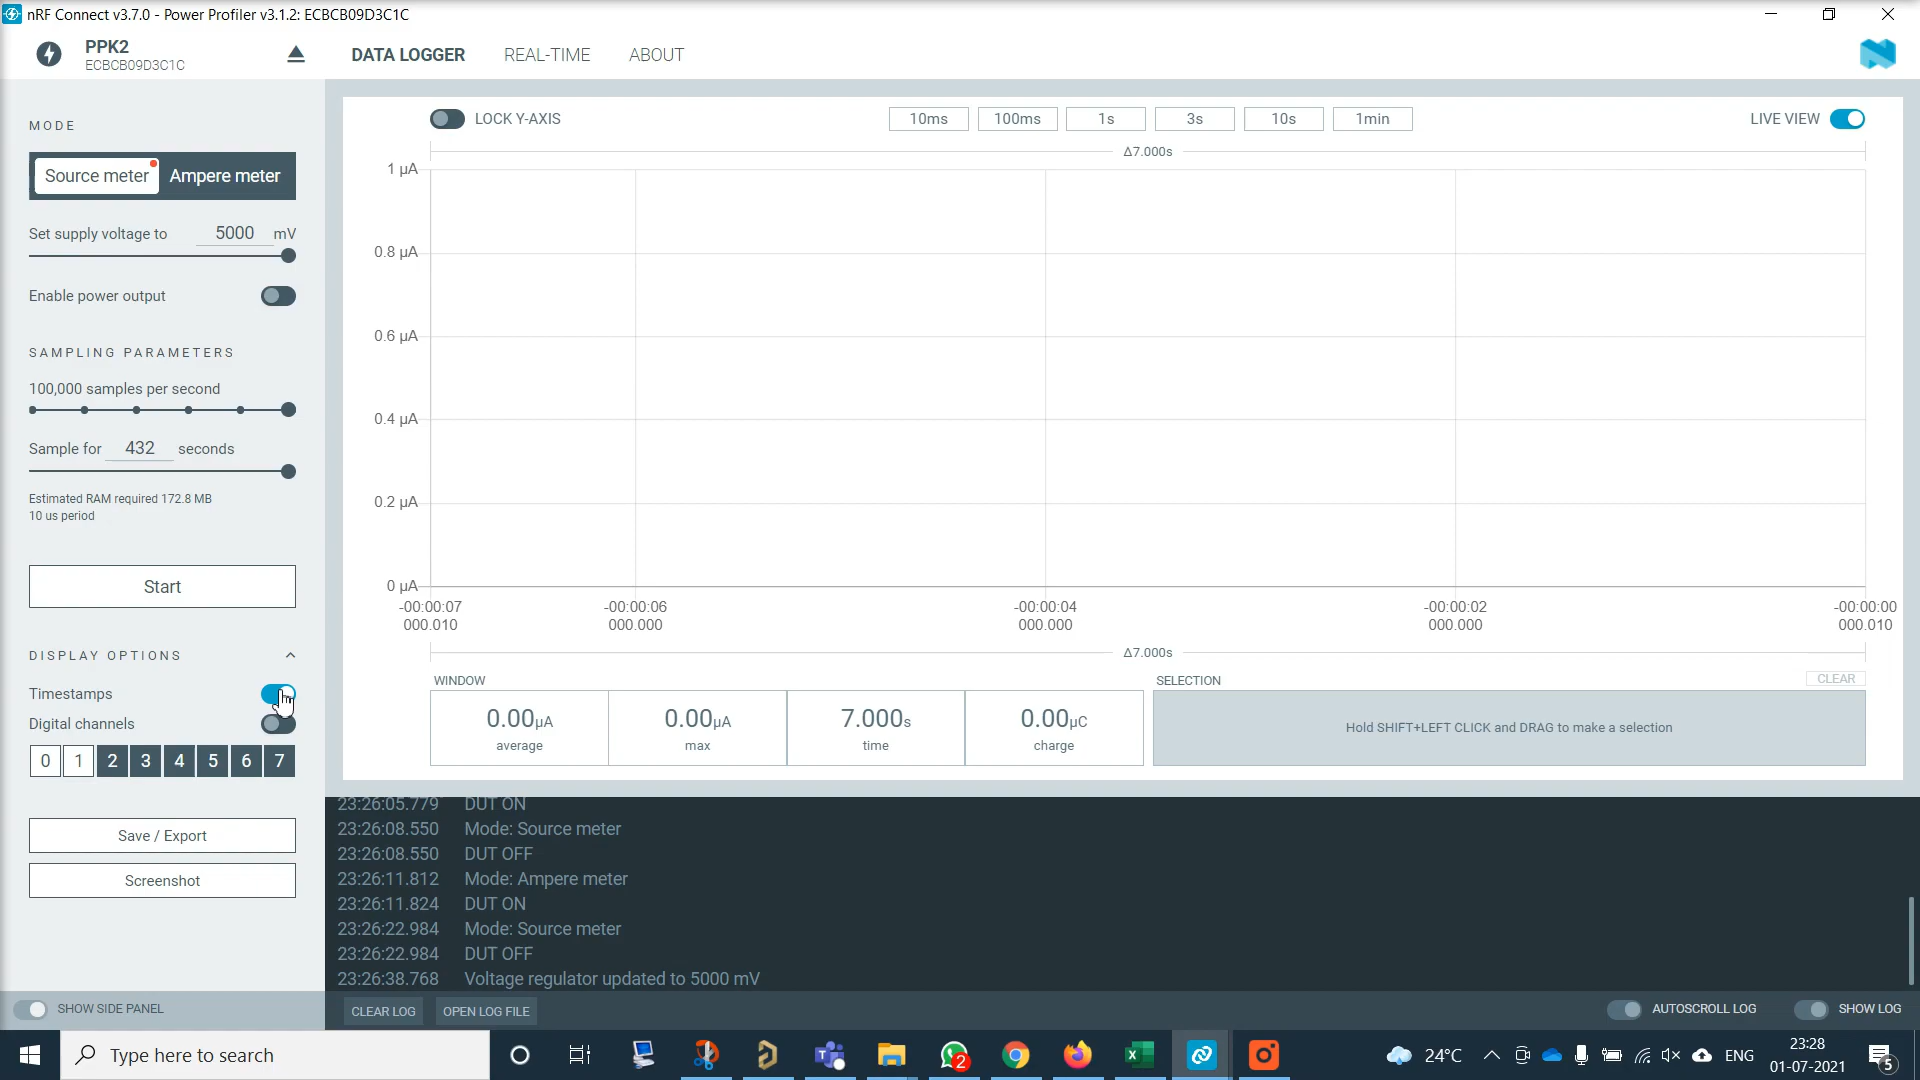 nRF Connect v3.7.0 - Power Profiler v3.1.2: ECBCB09D3C1C
PPK2
ECBCB09D3C1C
DATA LOGGER
REAL-TIME
ABOUT
MODE
Source meter
Ampere meter
Set supply voltage to 5000 mV
Enable power output
SAMPLING PARAMETERS
100,000 samples per second
Sample for 432 seconds
Estimated RAM required 172.8 MB
10 us period
Start
DISPLAY OPTIONS
Timestamps
Digital channels
0 1 2 3 4 5 6 7
Save / Export
Screenshot
SHOW SIDE PANEL
LOCK Y-AXIS
10ms 100ms 1s 3s 10s 1min
LIVE VIEW
Δ7.000s
1 µA
0.8 µA
0.6 µA
0.4 µA
0.2 µA
0 µA
-00:00:07 -00:00:06 -00:00:04 -00:00:02 -00:00:00
000.010 000.000 000.000 000.000 000.010
Δ7.000s
WINDOW
0.00µA 0.00µA 7.000s 0.00µC
average max time charge
SELECTION
CLEAR
Hold SHIFT+LEFT CLICK and DRAG to make a selection
23:26:05.779 DUT ON
23:26:08.550 Mode: Source meter
23:26:08.550 DUT OFF
23:26:11.812 Mode: Ampere meter
23:26:11.824 DUT ON
23:26:22.984 Mode: Source meter
23:26:22.984 DUT OFF
23:26:38.768 Voltage regulator updated to 5000 mV
CLEAR LOG
OPEN LOG FILE
AUTOSCROLL LOG
SHOW LOG
Type here to search
2
24°C
ENG
23:28
01-07-2021
5